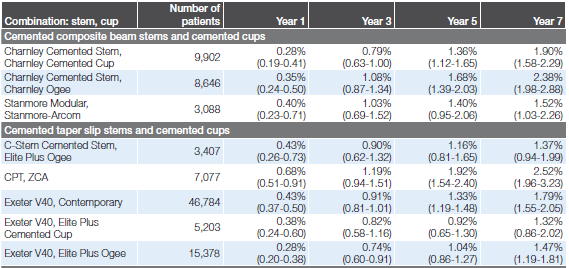 Combination: stem, cup Number of patients Year 1 Year 3 Year 5 Year 7
Cemented composite beam stems and cemented cups
Charnley Cemented Stem, 9,902 0.28% 0.79% 1.36% 1.90%
Charnley Cemented Cup (0.19-0.41) (0.63-1.00) (1.12-1.65) (1.58-2.29)
Charnley Cemented Stem, 8,646 0.35% 1.08% 1.68% 2.38%
Charnley Ogee (0.24-0.50) (0.87-1.34) (1.39-2.03) (1.98-2.88)
Stanmore Modular, 3,088 0.40% 1.03% 1.40% 1.52%
Stanmore-Arcom (0.23-0.71) (0.69-1.52) (0.95-2.06) (1.03-2.26)
Cemented taper slip stems and cemented cups
C-Stem Cemented Stem, 3,407 0.43% 0.90% 1.16% 1.37%
Elite Plus Ogee (0.26-0.73) (0.62-1.32) (0.81-1.65) (0.94-1.99)
CPT, ZCA 7,077 0.68% 1.19% 1.92% 2.52%
(0.51-0.91) (0.94-1.51) (1.54-2.40) (1.96-3.23)
Exeter V40, Contemporary 46,784 0.43% 0.91% 1.33% 1.79%
(0.37-0.50) (0.81-1.01) (1.19-1.48) (1.55-2.05)
Exeter V40, Elite Plus 5,203 0.38% 0.82% 0.92% 1.32%
Cemented Cup (0.24-0.60) (0.58-1.16) (0.65-1.30) (0.86-2.02)
Exeter V40, Elite Plus Ogee 15,378 0.28% 0.74% 1.04% 1.47%
(0.20-0.38) (0.60-0.91) (0.86-1.27) (1.19-1.81)